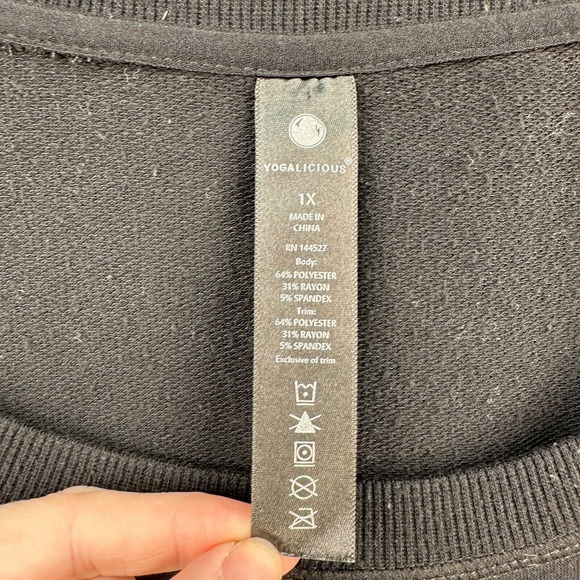 YOGALICIOUS®
1X
MADE IN
CHINA
RN 144527
Body:
64% POLYESTER
31% RAYON
5% SPANDEX
Trim:
64% POLYESTER
31% RAYON
5% SPANDEX
Exclusive of trim